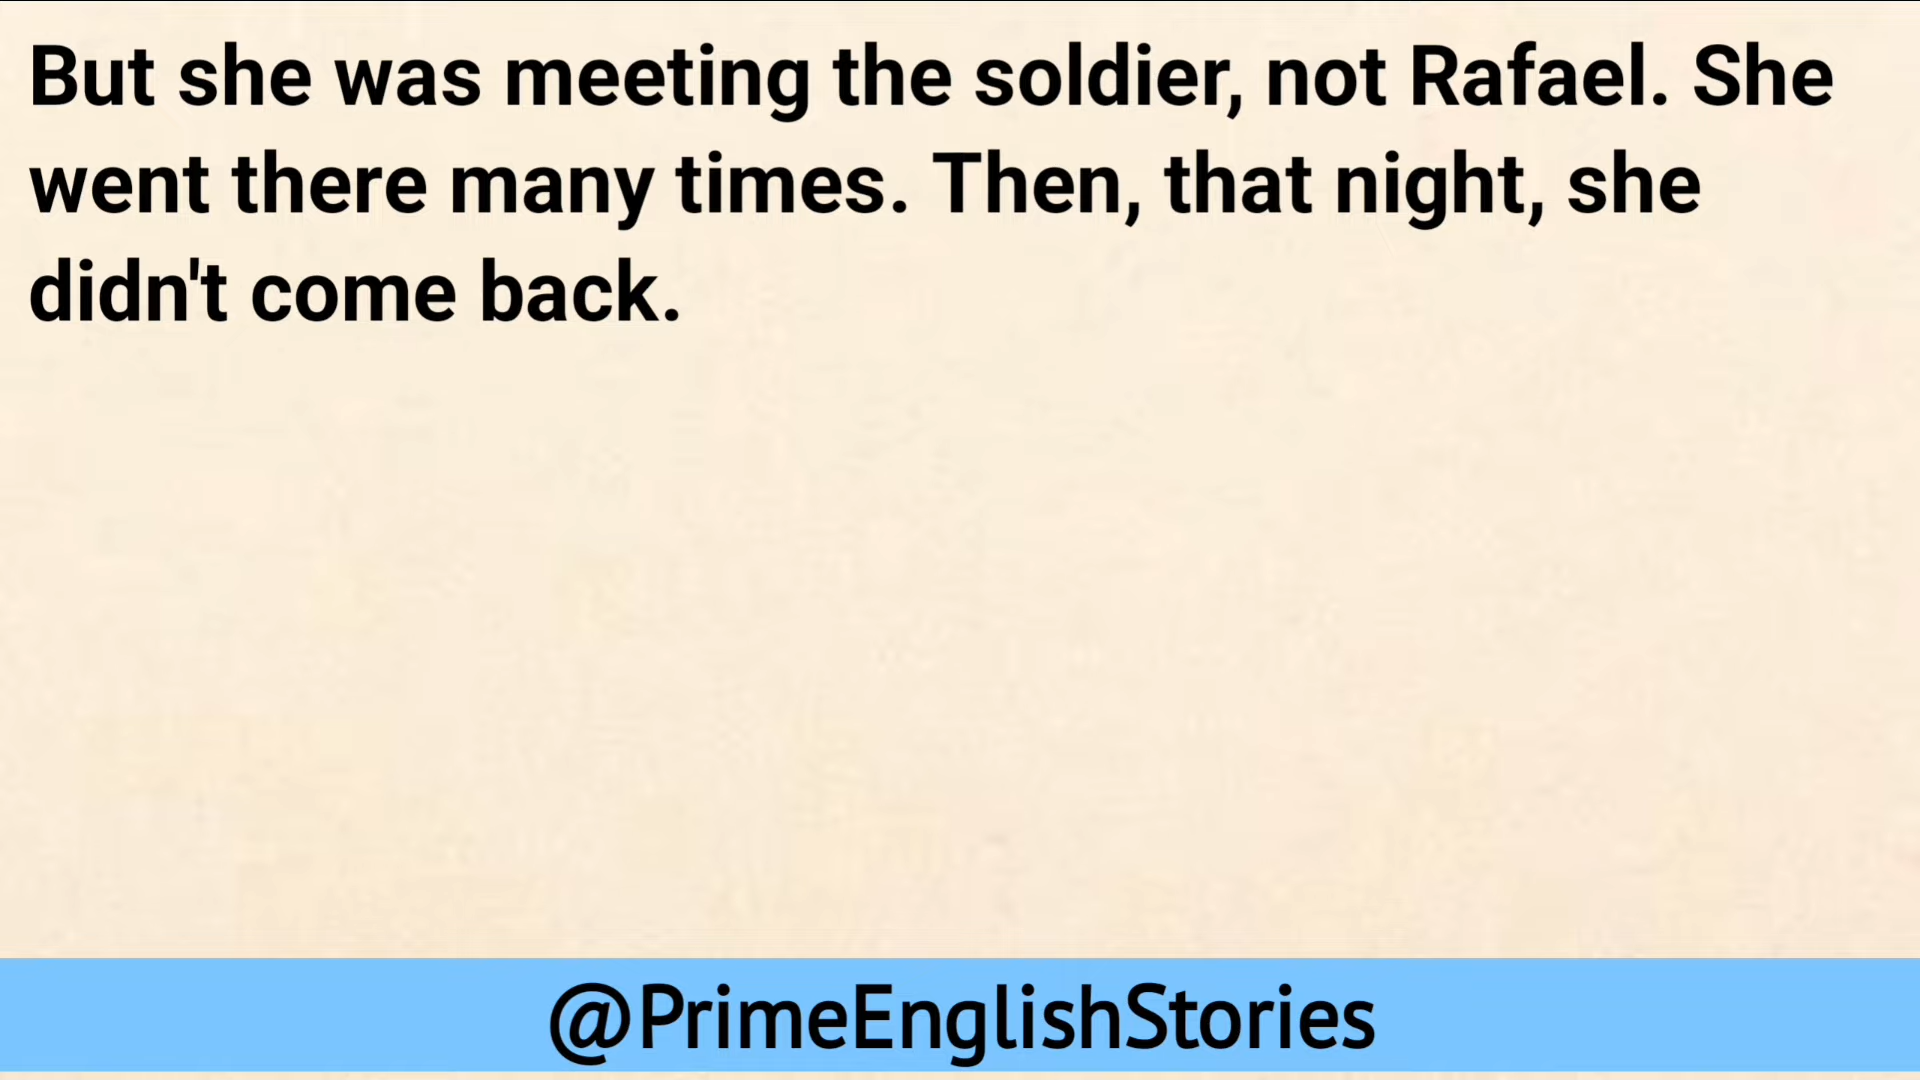 But she was meeting the soldier, not Rafael. She
went there many times. Then, that night, she
didn't come back.
@PrimeEnglishStories